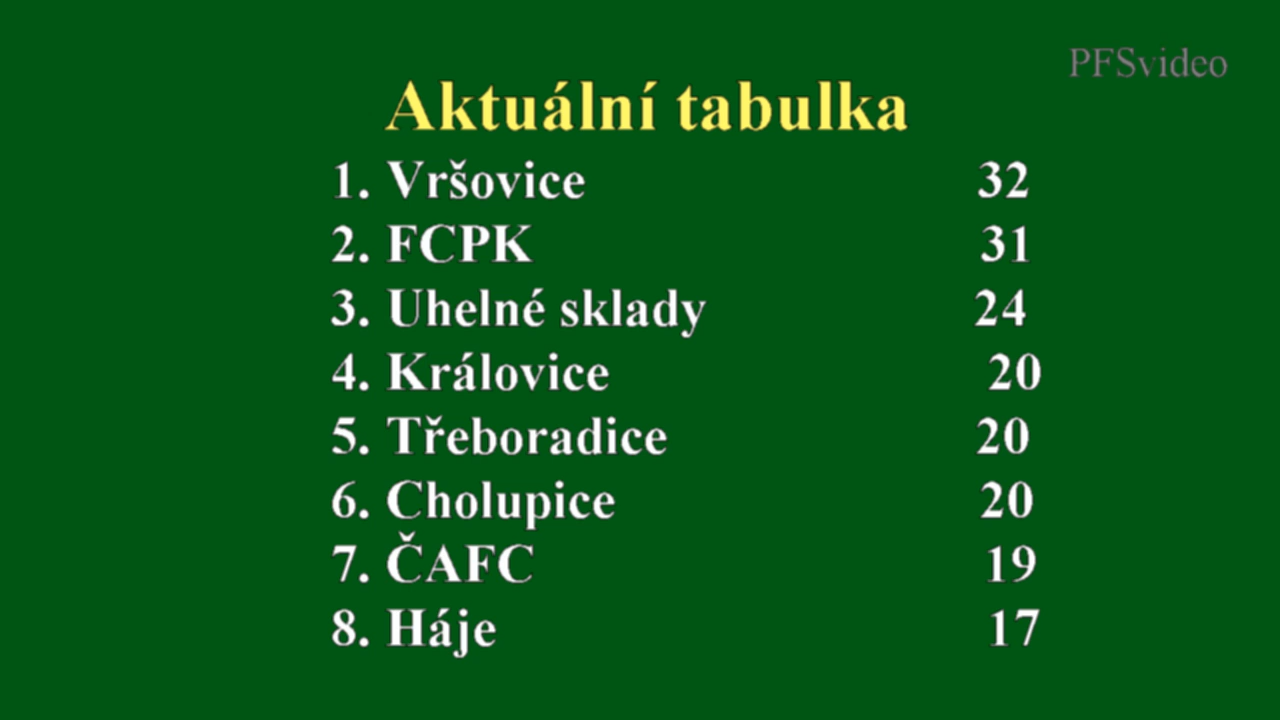 PFSvideo
Aktuální tabulka
1. Vršovice 32
2. FCPK 31
3. Uhelné sklady 24
4. Královice 20
5. Třeboradice 20
6. Cholupice 20
7. ČAFC 19
8. Háje 17